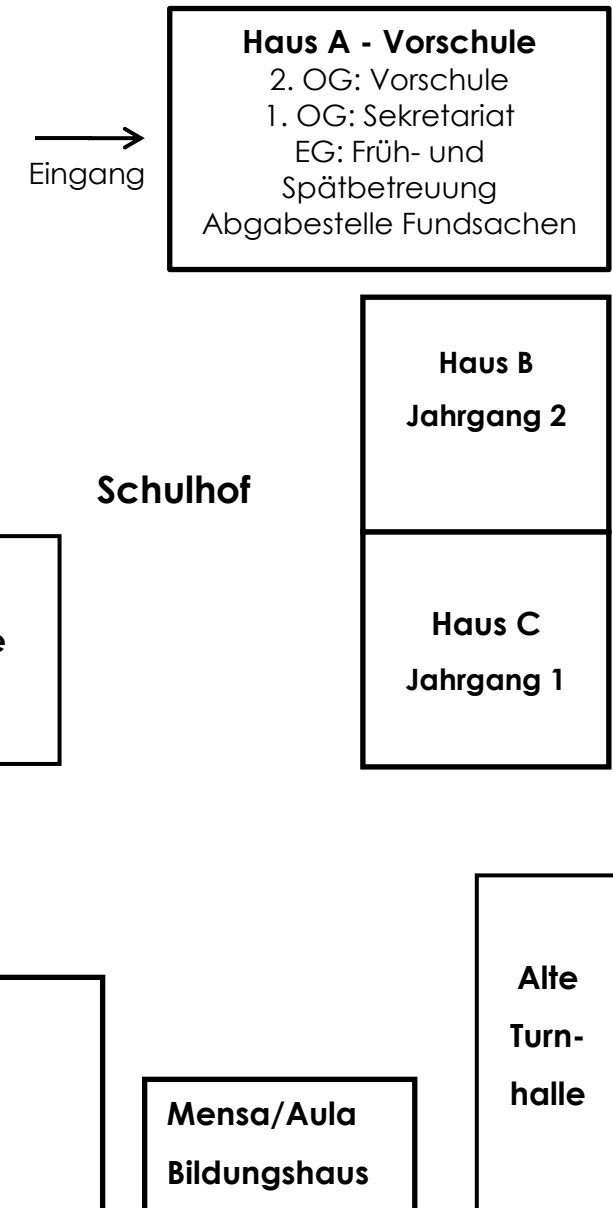 Haus A - Vorschule
2. OG: Vorschule
1. OG: Sekretariat
EG: Früh- und
Spätbetreuung
Abgabestelle Fundsachen
Eingang
Haus B
Jahrgang 2
Schulhof
Haus C
Jahrgang 1
Alte
Turn-
halle
Mensa/Aula
Bildungshaus